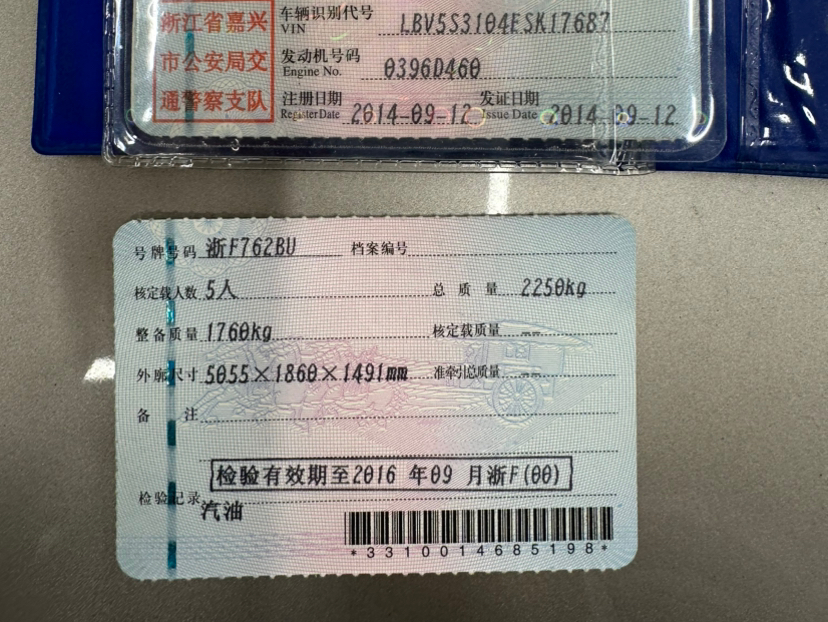 浙江省嘉兴
市公安局交
通警察支队
车辆识别代号 LBV5S3104ESK17687
VIN
发动机号码 0396D460
Engine No.
注册日期 2014-09-12 发证日期 2014-09-12
Register Date Issue Date
号牌号码 浙F762BU 档案编号
核定载人数 5人 总质量 2250kg
整备质量 1760kg 核定载质量 --
外廓尺寸 5055×1860×1491mm 准牵引总质量 --
备注
检验有效期至2016 年09 月浙F(00)
检验记录
汽油
*3310014685198*